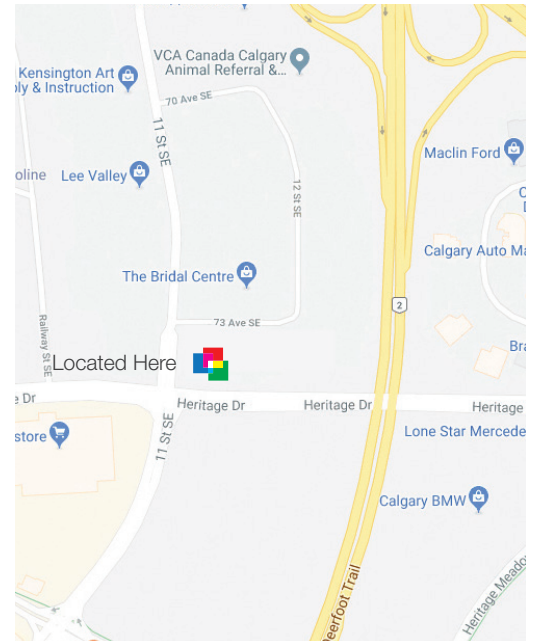 VCA Canada Calgary
Animal Referral &...
Kensington Art
ly & Instruction
70 Ave SE
11 St SE
Maclin Ford
oline
Lee Valley
12 St SE
Calgary Auto Ma
The Bridal Centre
2
73 Ave SE
Railway St SE
Bra
Located Here
e Dr
Heritage Dr
Heritage Dr
Heritage
store
11 St SE
Lone Star Mercede
Calgary BMW
eerfoot Trail
Heritage Meado